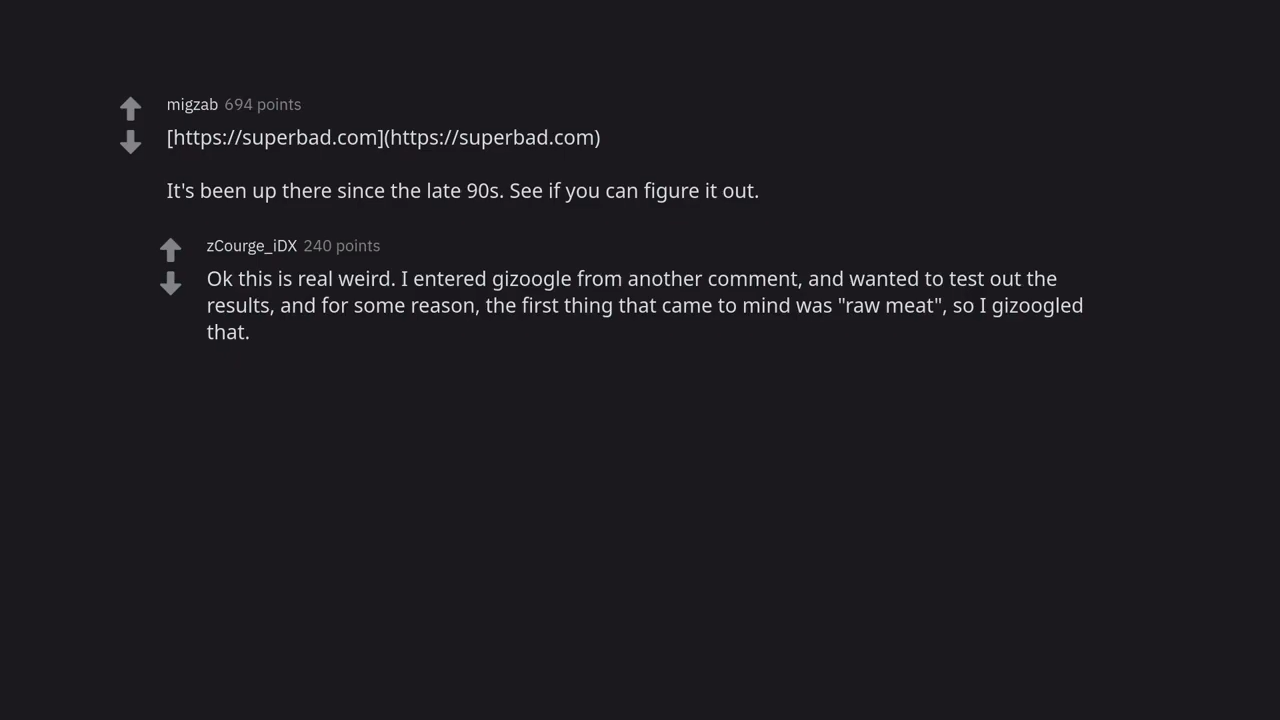 migzab 694 points
[https://superbad.com](https://superbad.com)
It's been up there since the late 90s. See if you can figure it out.
zCourge_iDX 240 points
Ok this is real weird. I entered gizoogle from another comment, and wanted to test out the
results, and for some reason, the first thing that came to mind was "raw meat", so I gizoogled
that.